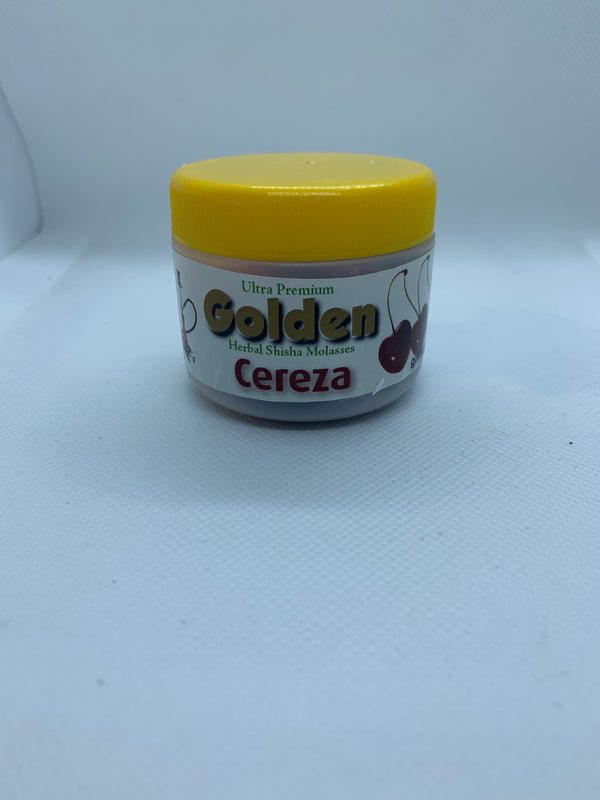 Ultra Premium
Golden
Herbal Shisha Molasses
Cereza